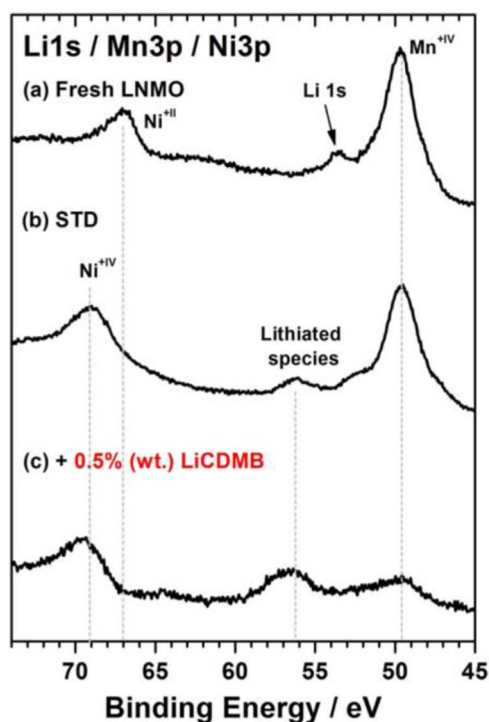 Li1s / Mn3p / Ni3p
Mn+IV
(a) Fresh LNMO
Li 1s
Ni+II
(b) STD
Ni+IV
Lithiated
species
(c) + 0.5% (wt.) LiCDMB
70 65 60 55 50 45
Binding Energy / eV